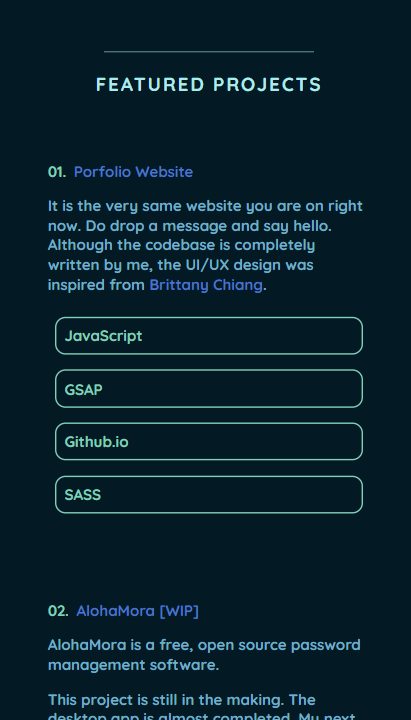 FEATURED PROJECTS
01. Porfolio Website
It is the very same website you are on right
now. Do drop a message and say hello.
Although the codebase is completely
written by me, the UI/UX design was
inspired from Brittany Chiang.
JavaScript
GSAP
Github.io
SASS
02. AlohaMora [WIP]
AlohaMora is a free, open source password
management software.
This project is still in the making. The
desktop app is almost completed. My next